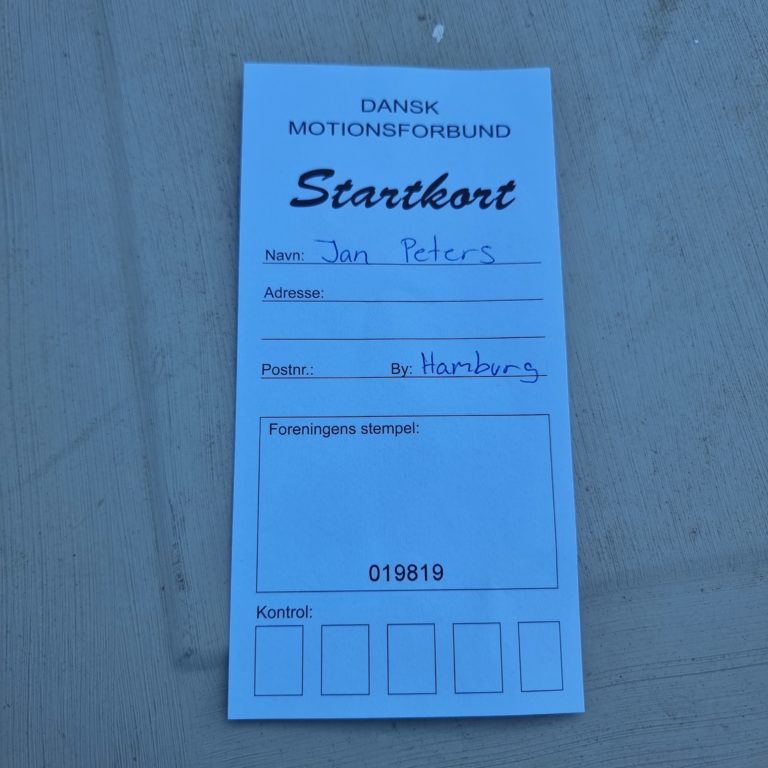 DANSK
MOTIONSFORBUND
Startkort
Navn: Jan Peters
Adresse:
Postnr.: By: Hamburg
Foreningens stempel:
019819
Kontrol: